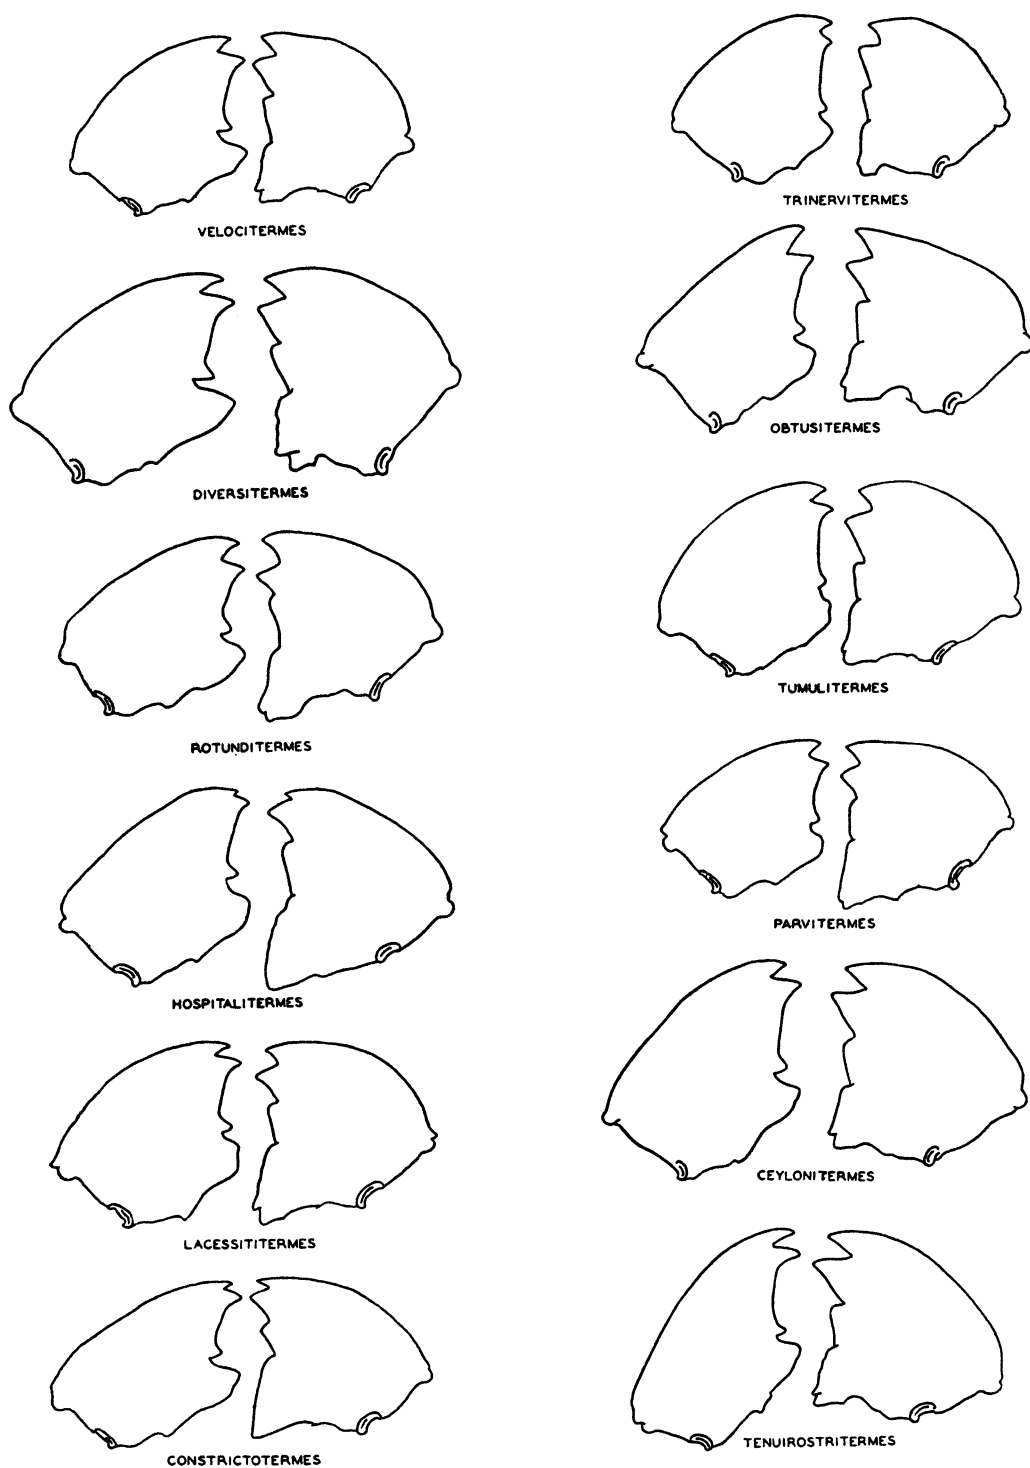 VELOCITERMES
DIVERSITERMES
ROTUNDITERMES
HOSPITALITERMES
LACESSITITERMES
CONSTRICTOTERMES
TRINERVITERMES
OBTUSITERMES
TUMULITERMES
PARVITERMES
CEYLONITERMES
TENUIROSTRITERMES